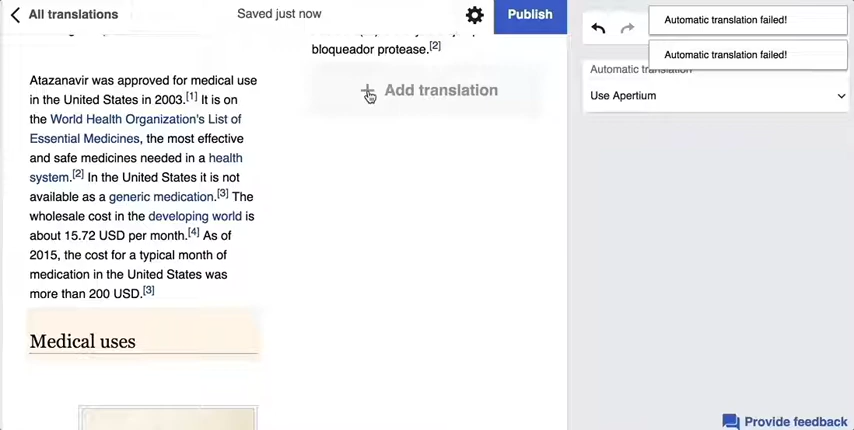 All translations
Saved just now
Publish
Automatic translation failed!
Automatic translation failed!
Automatic translation
Use Apertium
bloqueador protease.[2]
+ Add translation
Atazanavir was approved for medical use
in the United States in 2003.[1] It is on
the World Health Organization's List of
Essential Medicines, the most effective
and safe medicines needed in a health
system.[2] In the United States it is not
available as a generic medication.[3] The
wholesale cost in the developing world is
about 15.72 USD per month.[4] As of
2015, the cost for a typical month of
medication in the United States was
more than 200 USD.[3]
Medical uses
Provide feedback